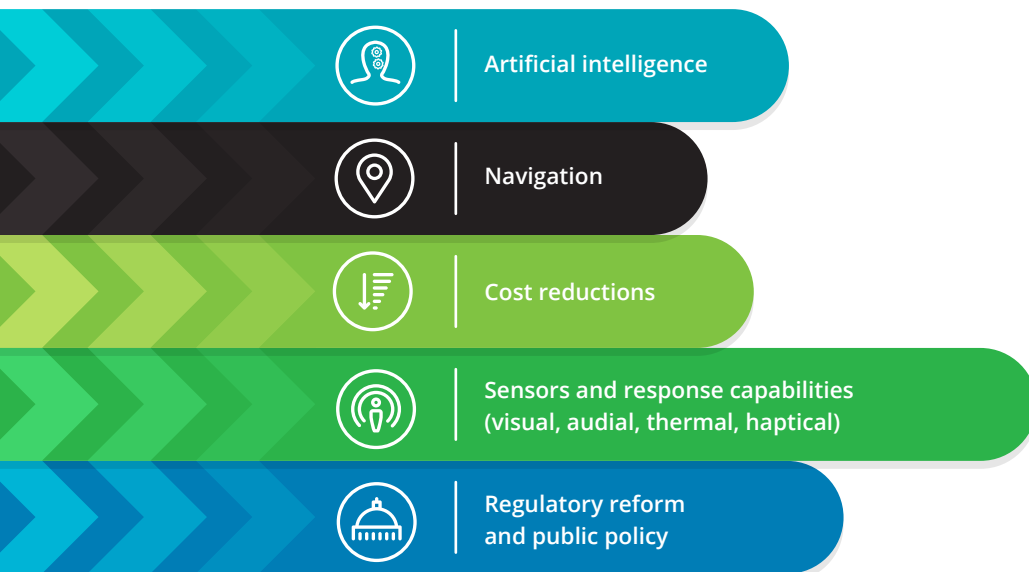 Artificial intelligence
Navigation
Cost reductions
Sensors and response capabilities
(visual, audial, thermal, haptical)
Regulatory reform
and public policy